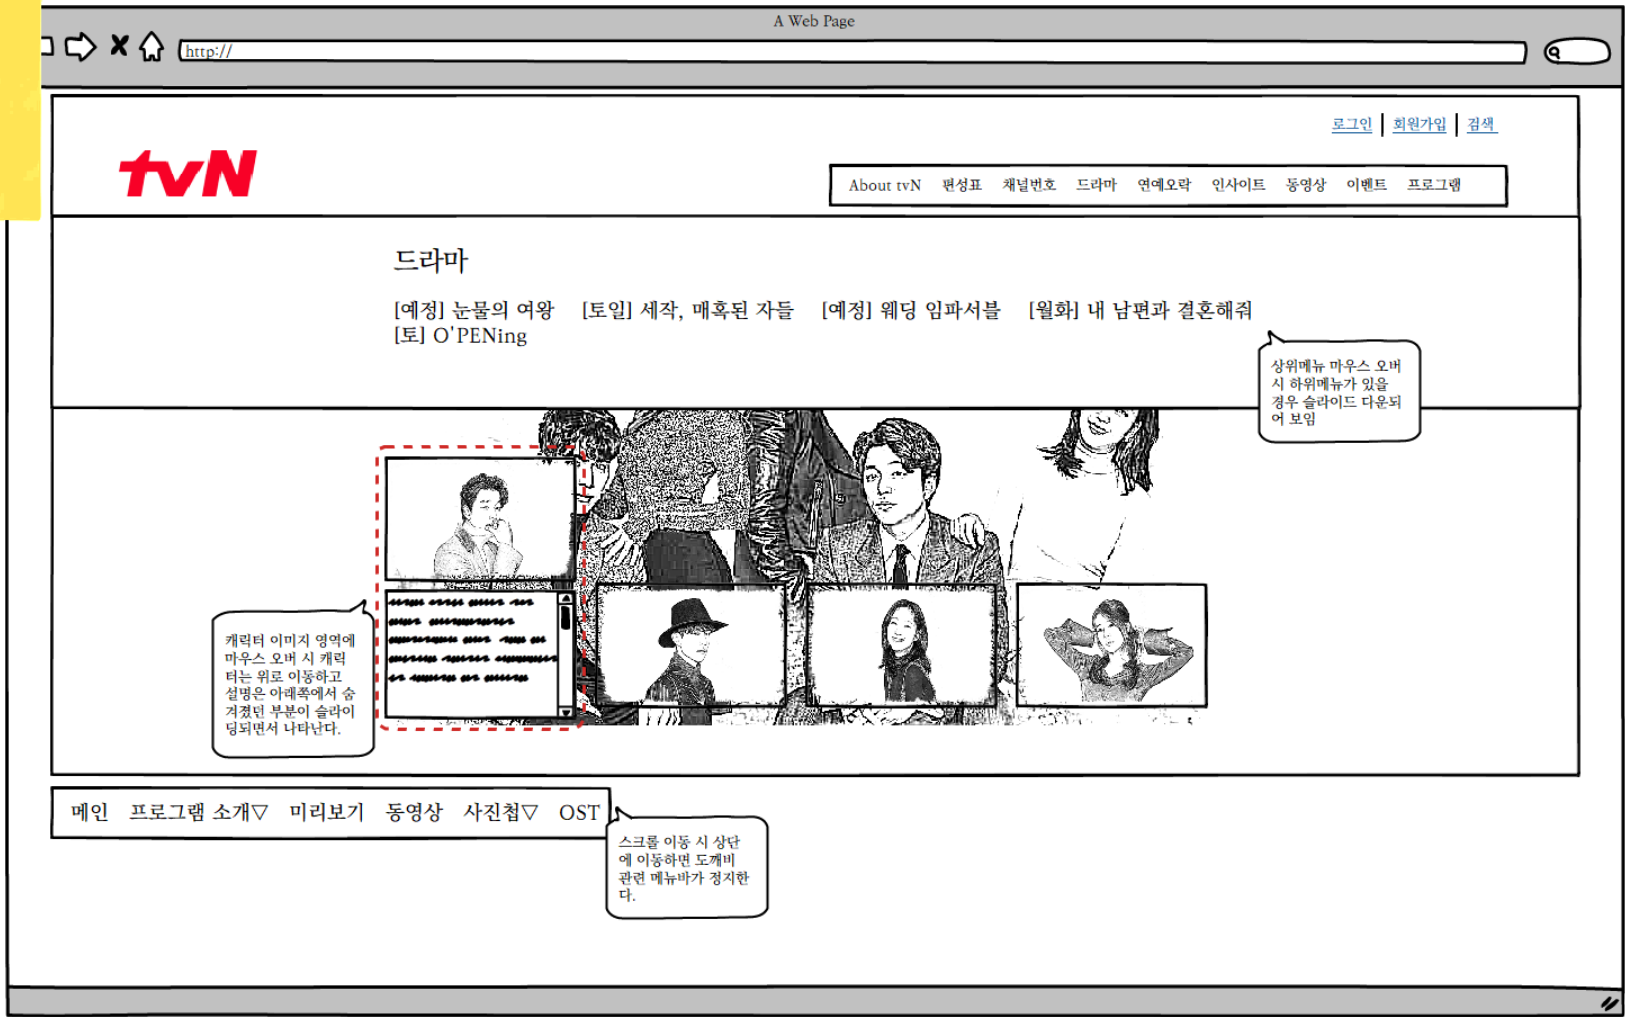 A Web Page
http://
로그인 회원가입 검색
tvN
About tvN 편성표 채널번호 드라마 연예오락 인사이트 동영상 이벤트 프로그램
드라마
[예정] 눈물의 여왕 [토일] 세작, 매혹된 자들 [예정] 웨딩 임파서블 [월화] 내 남편과 결혼해줘
[토] O'PENing
상위메뉴 마우스 오버
시 하위메뉴가 있을
경우 슬라이드 다운되
어 보임
캐릭터 이미지 영역에
마우스 오버 시 캐릭
터는 위로 이동하고
설명은 아래쪽에서 숨
겨졌던 부분이 슬라이
딩되면서 나타난다.
메인 프로그램 소개▽ 미리보기 동영상 사진첩▽ OST
스크롤 이동 시 상단
에 이동하면 도깨비
관련 메뉴바가 정지한
다.